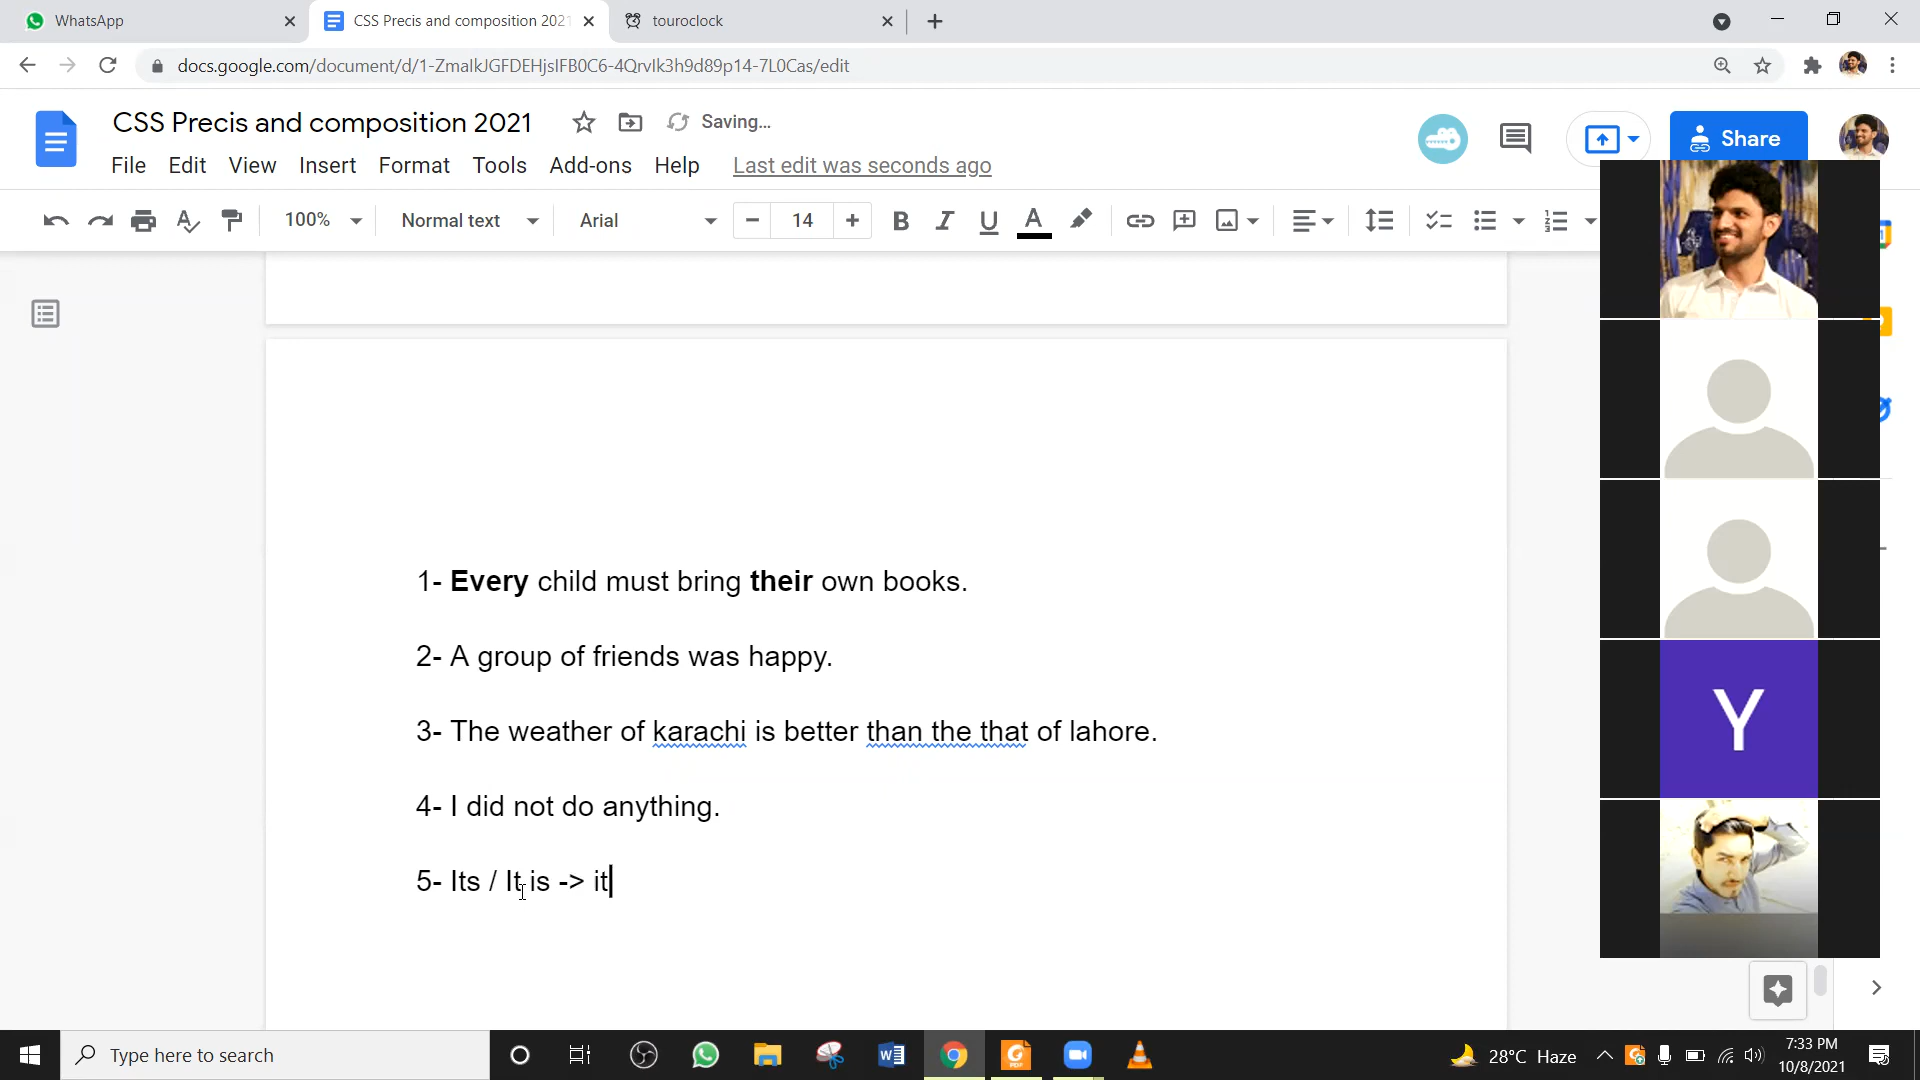 WhatsApp
CSS Precis and composition 2021
touroclock
docs.google.com/document/d/1-ZmaIkJGFDEHjsIFB0C6-4QrvIk3h9d89p14-7L0Cas/edit
CSS Precis and composition 2021
Saving...
Share
File Edit View Insert Format Tools Add-ons Help Last edit was seconds ago
100% Normal text Arial 14
1- Every child must bring their own books.
2- A group of friends was happy.
3- The weather of karachi is better than the that of lahore.
4- I did not do anything.
5- Its / It is -> it
Y
Type here to search
28°C Haze
7:33 PM
10/8/2021